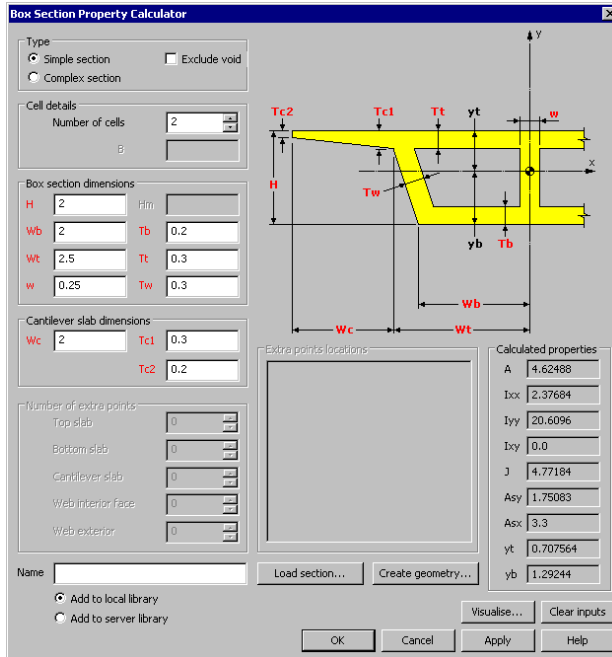 Box Section Property Calculator
Type
Simple section
Exclude void
Complex section
Cell details
Number of cells 2
B
Box section dimensions
H 2 Hm
Wb 2 Tb 0.2
Wt 2.5 Tt 0.3
w 0.25 Tw 0.3
Cantilever slab dimensions
Wc 2 Tc1 0.3
Tc2 0.2
Number of extra points
Top slab 0
Bottom slab 0
Cantilever slab 0
Web interior face 0
Web exterior 0
y
Tc2 Tc1 Tt yt w
x
H Tw
yb Tb
Wb
Wc Wt
Extra points locations
Calculated properties
A 4.62488
Ixx 2.37684
Iyy 20.6096
Ixy 0.0
J 4.77184
Asy 1.75083
Asx 3.3
yt 0.707564
yb 1.29244
Name
Load section...
Create geometry...
Add to local library
Add to server library
Visualise...
Clear inputs
OK
Cancel
Apply
Help